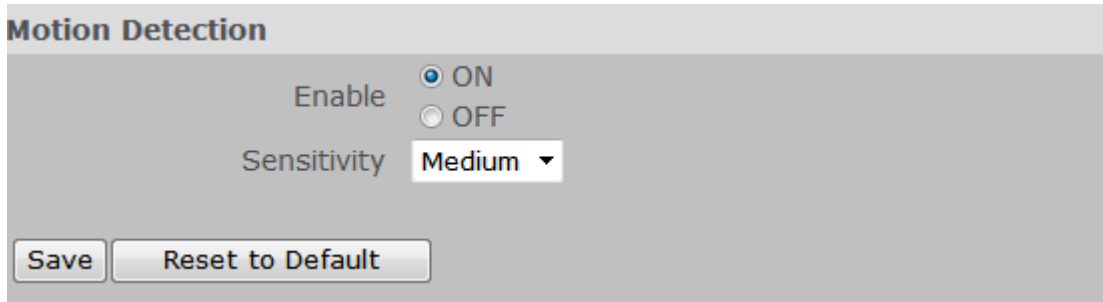 Motion Detection
Enable
ON
OFF
Sensitivity Medium
Save Reset to Default